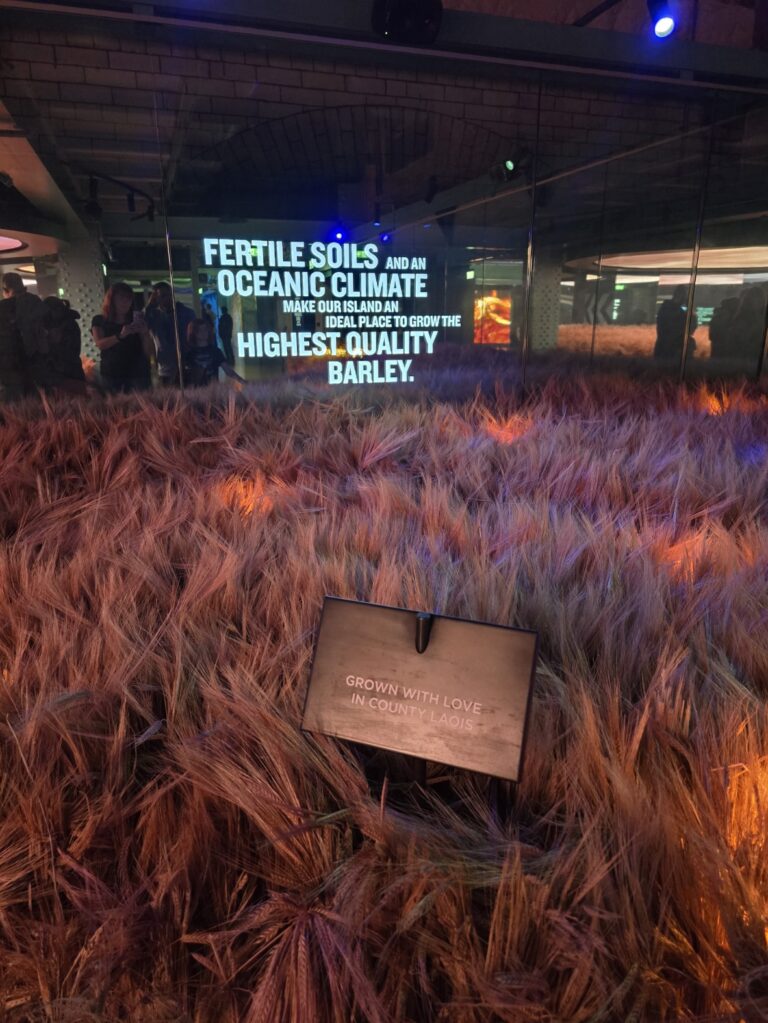 FERTILE SOILS AND AN
OCEANIC CLIMATE
MAKE OUR ISLAND AN
IDEAL PLACE TO GROW THE
HIGHEST QUALITY
BARLEY.
GROWN WITH LOVE
IN COUNTY LAOIS